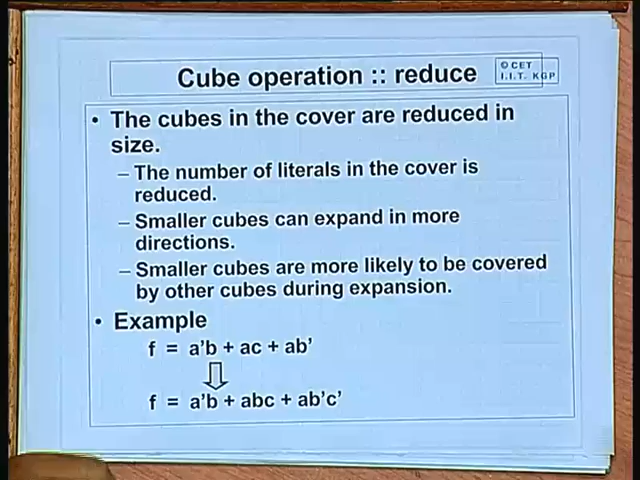 Cube operation :: reduce
© CET
I.I.T. KGP
• The cubes in the cover are reduced in
size.
– The number of literals in the cover is
reduced.
– Smaller cubes can expand in more
directions.
– Smaller cubes are more likely to be covered
by other cubes during expansion.
• Example
f = a’b + ac + ab’
f = a’b + abc + ab’c’